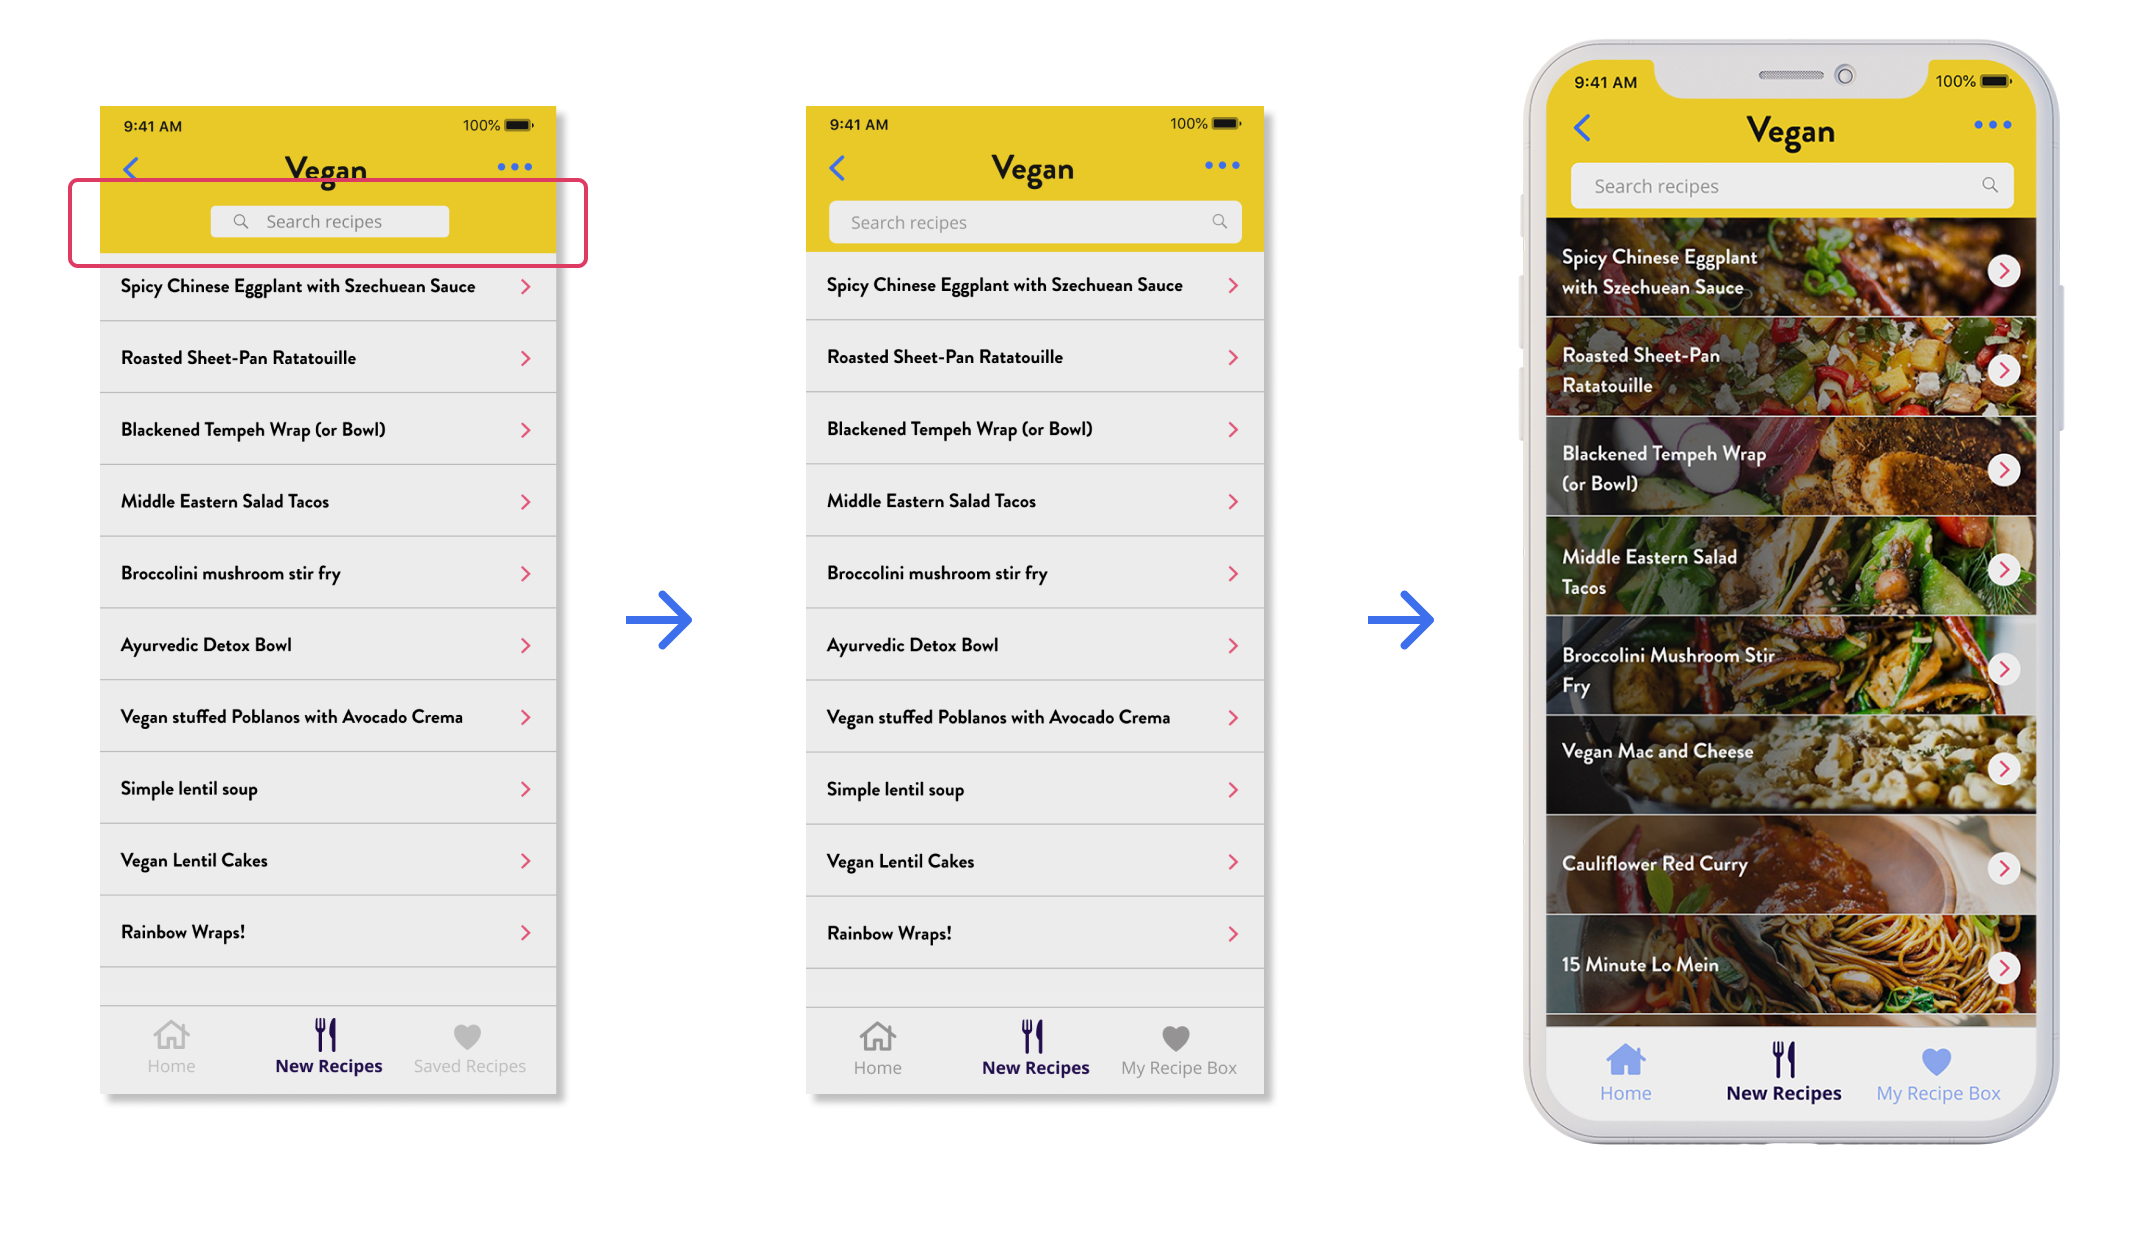 9:41 AM
100%
Vegan
Search recipes
Spicy Chinese Eggplant with Szechuean Sauce
Roasted Sheet-Pan Ratatouille
Blackened Tempeh Wrap (or Bowl)
Middle Eastern Salad Tacos
Broccolini mushroom stir fry
Ayurvedic Detox Bowl
Vegan stuffed Poblanos with Avocado Crema
Simple lentil soup
Vegan Lentil Cakes
Rainbow Wraps!
Home
New Recipes
Saved Recipes
9:41 AM
100%
Vegan
Search recipes
Spicy Chinese Eggplant with Szechuean Sauce
Roasted Sheet-Pan Ratatouille
Blackened Tempeh Wrap (or Bowl)
Middle Eastern Salad Tacos
Broccolini mushroom stir fry
Ayurvedic Detox Bowl
Vegan stuffed Poblanos with Avocado Crema
Simple lentil soup
Vegan Lentil Cakes
Rainbow Wraps!
Home
New Recipes
My Recipe Box
9:41 AM
100%
Vegan
Search recipes
Spicy Chinese Eggplant
with Szechuean Sauce
Roasted Sheet-Pan
Ratatouille
Blackened Tempeh Wrap
(or Bowl)
Middle Eastern Salad
Tacos
Broccolini Mushroom Stir
Fry
Vegan Mac and Cheese
Cauliflower Red Curry
15 Minute Lo Mein
Home
New Recipes
My Recipe Box